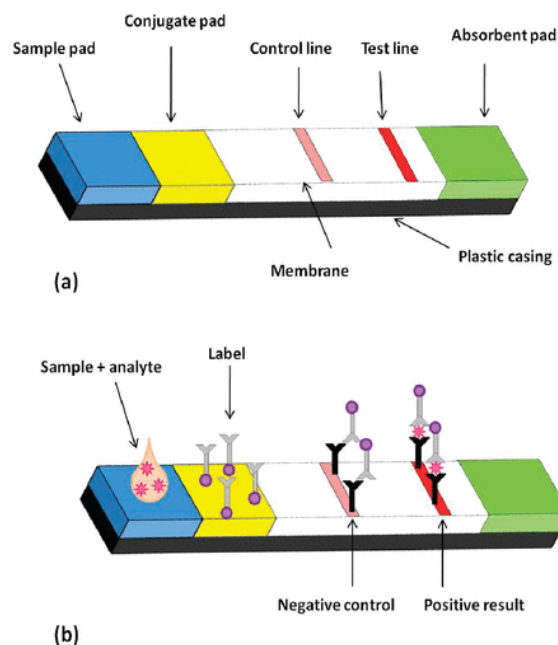 Conjugate pad
Sample pad
Control line
Test line
Absorbent pad
Membrane
Plastic casing
(a)
Label
Sample + analyte
Negative control
Positive result
(b)